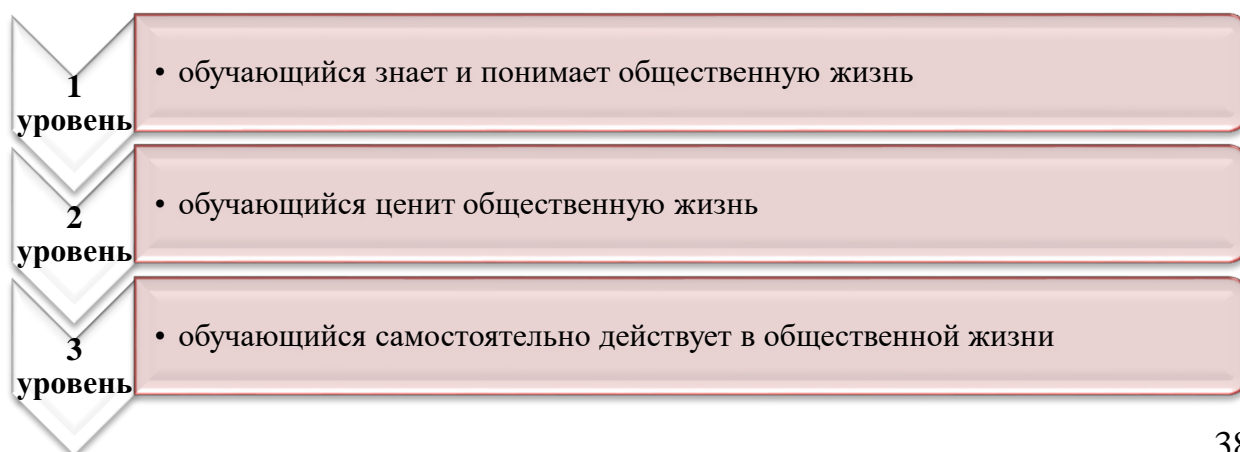 1
уровень
• обучающийся знает и понимает общественную жизнь
2
уровень
• обучающийся ценит общественную жизнь
3
уровень
• обучающийся самостоятельно действует в общественной жизни
38